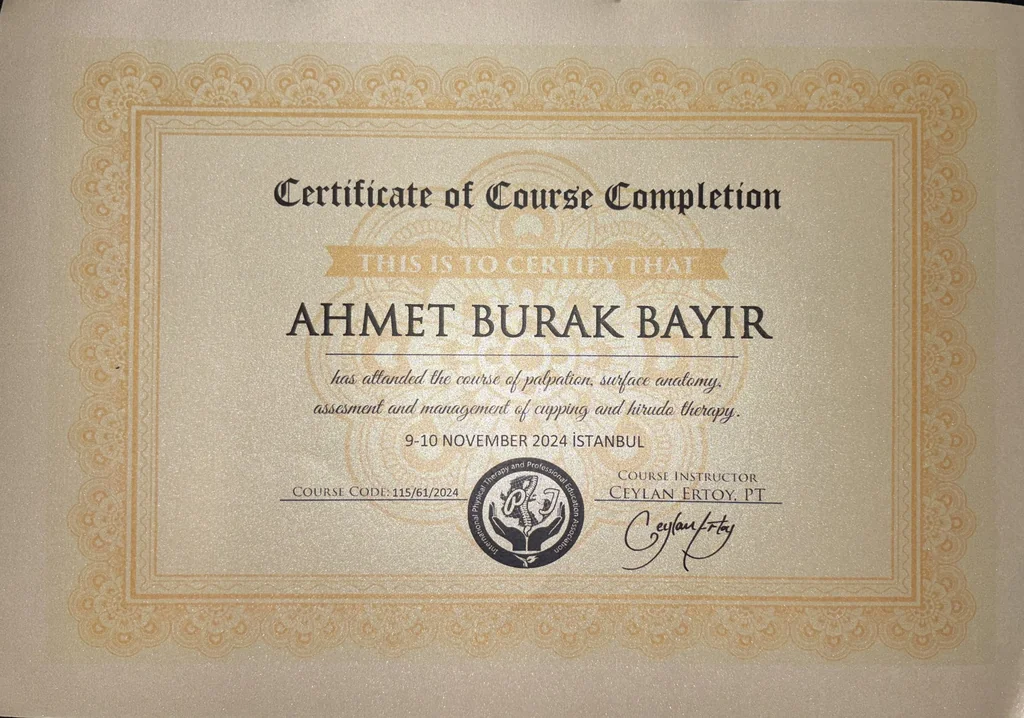 Certificate of Course Completion
THIS IS TO CERTIFY THAT
AHMET BURAK BAYIR
has attanded the course of palpation, surface anatomy,
assesment and management of cupping and hirudo therapy.
9-10 NOVEMBER 2024 İSTANBUL
COURSE CODE: 115/61/2024
International Physical Therapy and Professional Education Association
COURSE INSTRUCTOR
CEYLAN ERTOY, PT
Ceylan Ertoy